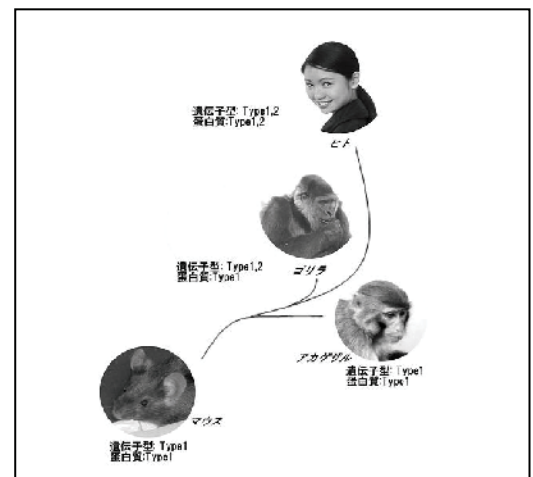 遺伝子型: Type1,2
蛋白質:Type1,2
ヒト
遺伝子型: Type1,2
蛋白質:Type1
ゴリラ
アカゲザル
遺伝子型: Type1
蛋白質:Type1
マウス
遺伝子型: Type1
蛋白質:Type1